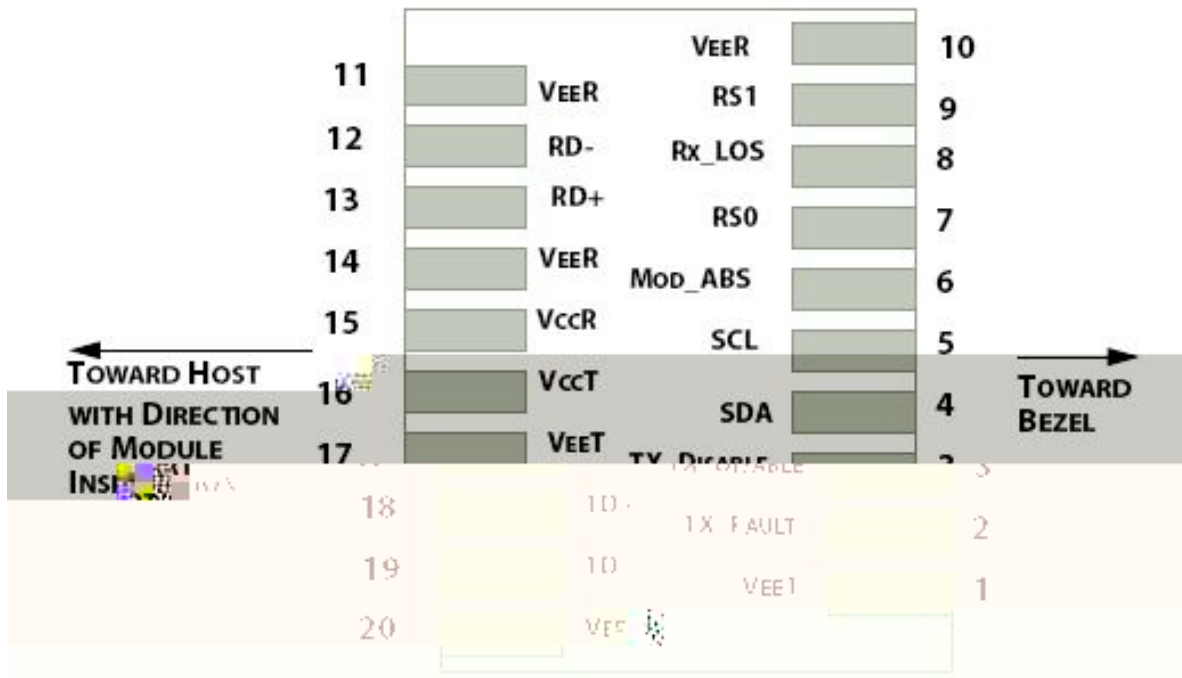 VEER 10
11 VEER
RS1 9
12 RD-
Rx_LOS 8
13 RD+
RS0 7
14 VEER
MOD_ABS 6
15 VCCR
SCL 5
TOWARD HOST
WITH DIRECTION
OF MODULE
16 VCCT
SDA 4
TOWARD
BEZEL
17 VEET
TX_DISABLE 3
18
TX_FAULT 2
19
1
20